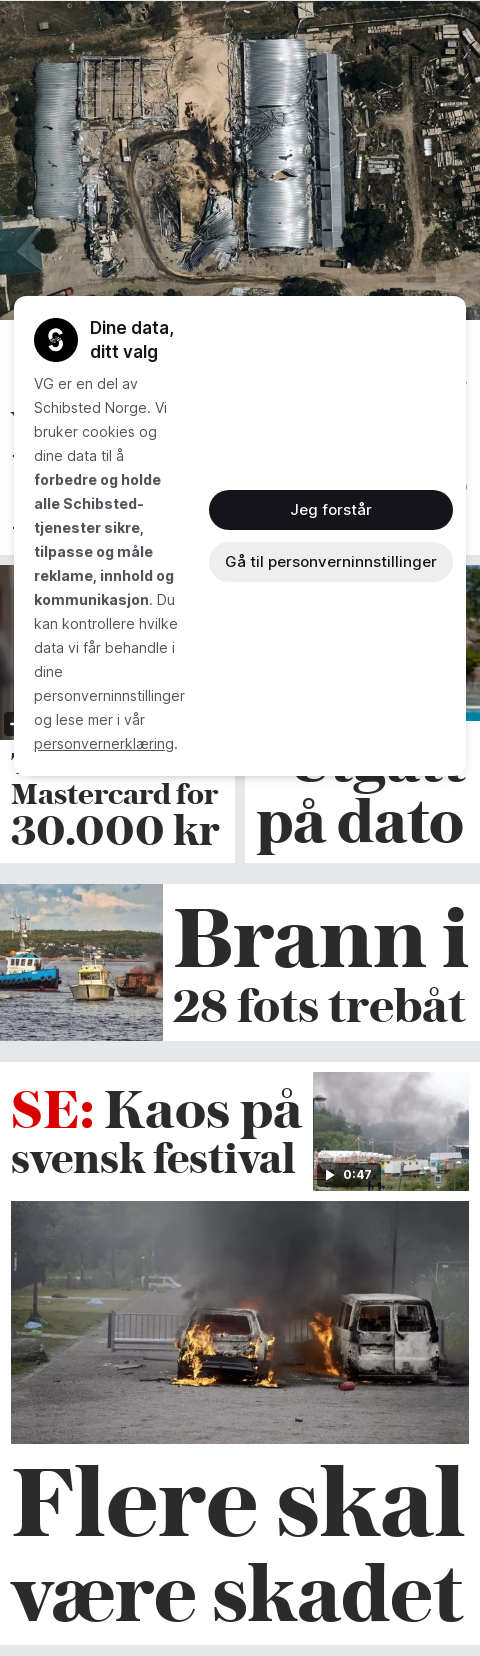 Dine data,
ditt valg
VG er en del av
Schibsted Norge. Vi
bruker cookies og
dine data til å
forbedre og holde
alle Schibsted-
tjenester sikre,
tilpasse og måle
reklame, innhold og
kommunikasjon. Du
kan kontrollere hvilke
data vi får behandle i
dine
personverninnstillinger
og lese mer i vår
personvernerklæring.
Jeg forstår
Gå til personverninnstillinger
Mastercard for
30.000 kr
Utgått
på dato
Brann i
28 fots trebåt
SE: Kaos på
svensk festival
0:47
Flere skal
være skadet